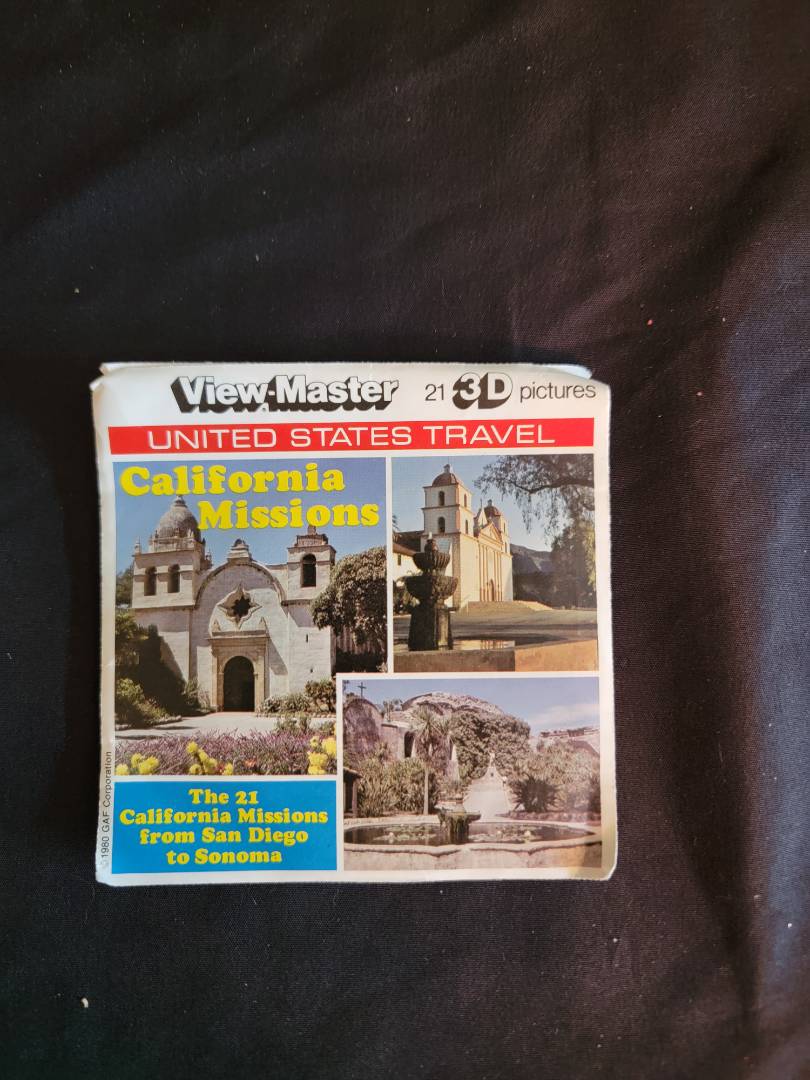 View-Master 21 3D pictures
UNITED STATES TRAVEL
California
Missions
The 21
California Missions
from San Diego
to Sonoma
©1980 GAF Corporation